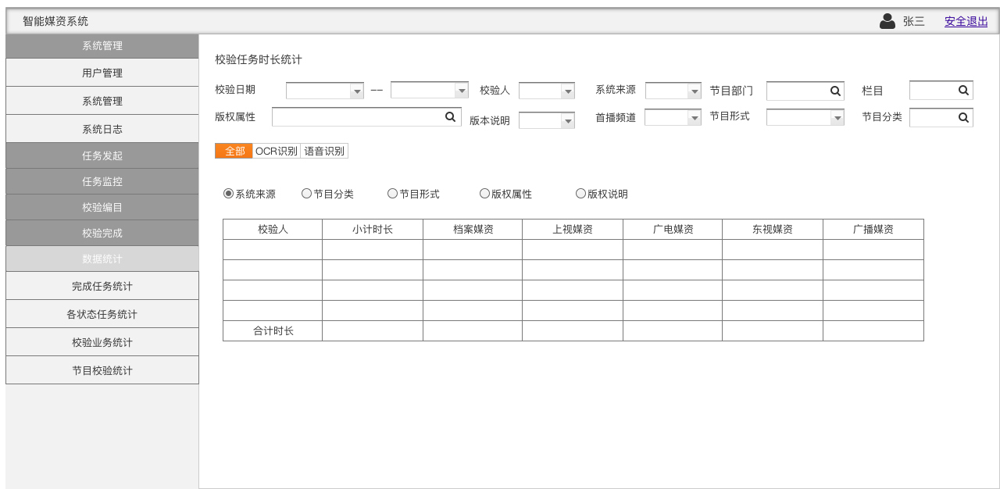 智能媒资系统 张三 安全退出
系统管理
用户管理
系统管理
系统日志
任务发起
任务监控
校验编目
校验完成
数据统计
完成任务统计
各状态任务统计
校验业务统计
节目校验统计
校验任务时长统计
校验日期 -- 校验人 系统来源 节目部门 栏目
版权属性 版本说明 首播频道 节目形式 节目分类
全部 OCR识别 语音识别
系统来源 节目分类 节目形式 版权属性 版权说明
校验人 小计时长 档案媒资 上视媒资 广电媒资 东视媒资 广播媒资
合计时长